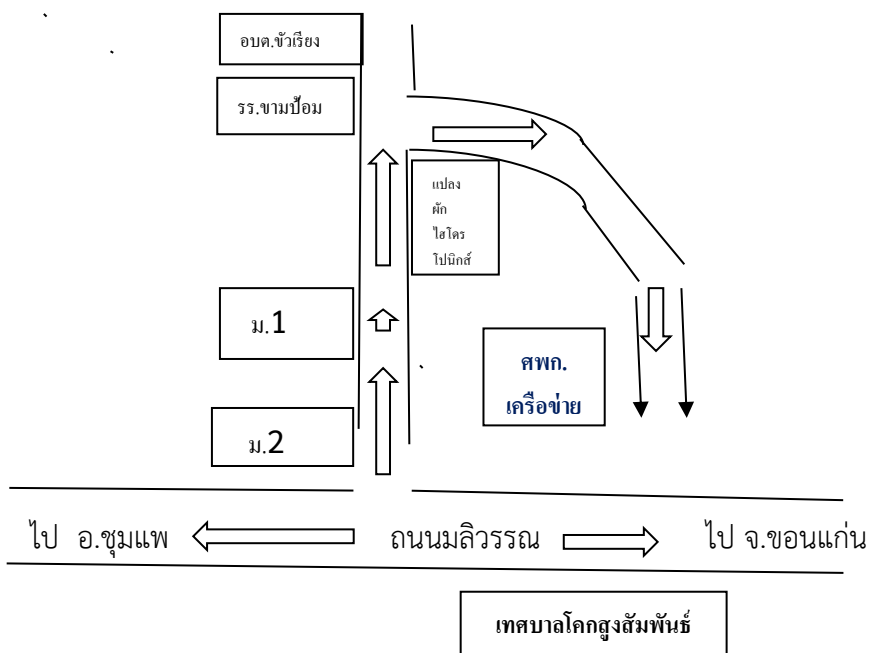 อบต.ขัวเรียง
รร.ขามป้อม
แปลง
ผัก
ไฮโดร
โปนิกส์
ม.1
ศพก.
เครือข่าย
ม.2
ไป อ.ชุมแพ
ถนนมลิวรรณ
ไป จ.ขอนแก่น
เทศบาลโคกสูงสัมพันธ์